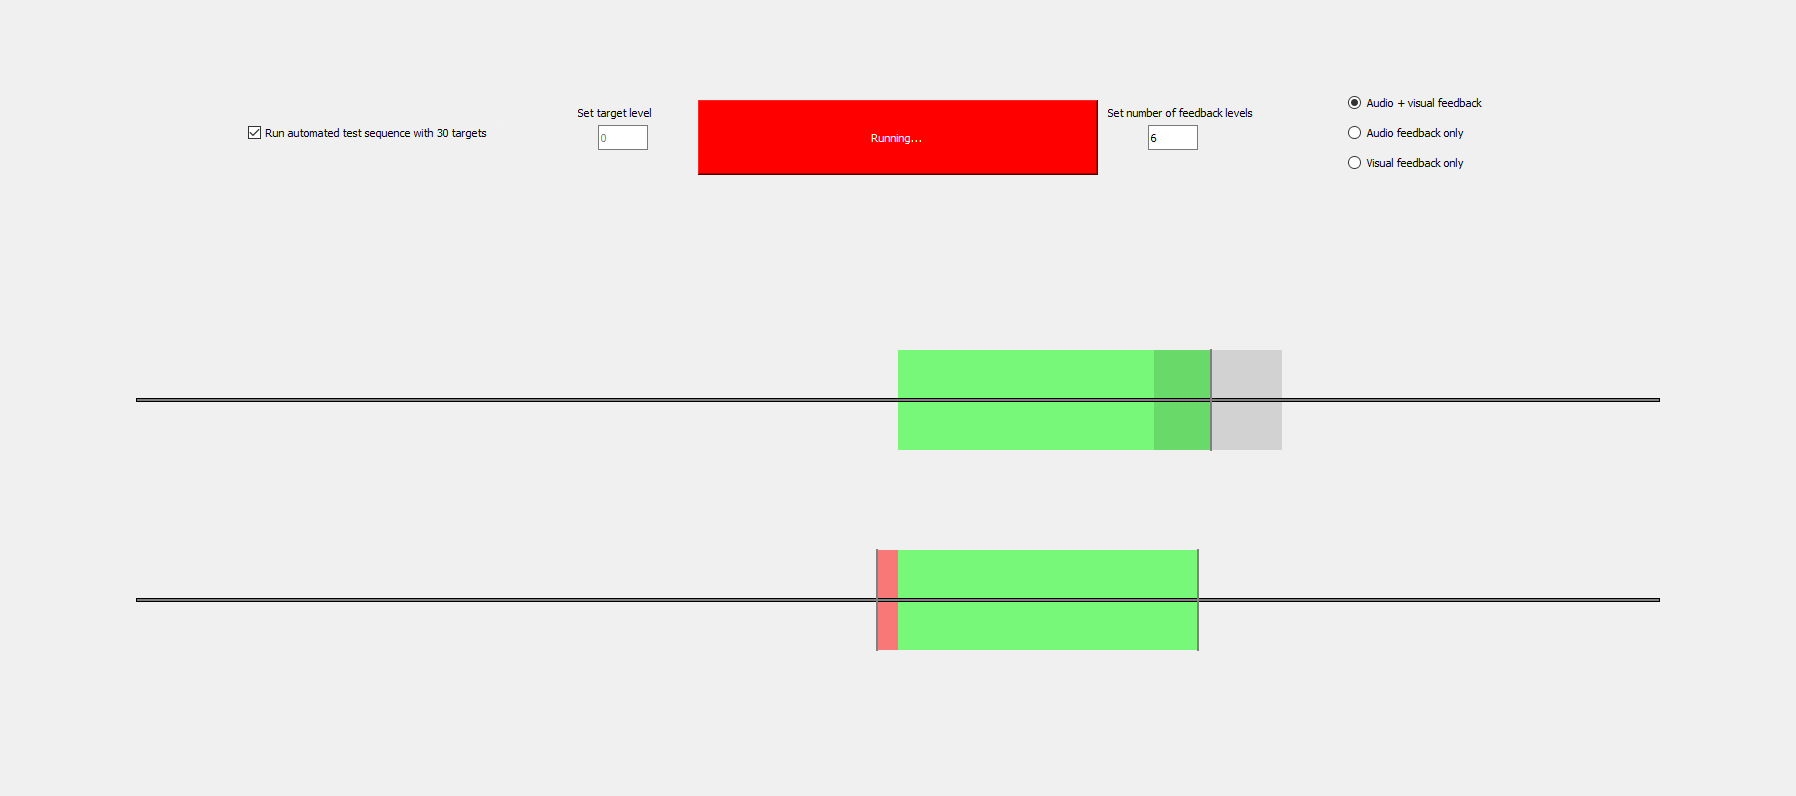 Run automated test sequence with 30 targets
Set target level
0
Running...
Set number of feedback levels
6
Audio + visual feedback
Audio feedback only
Visual feedback only